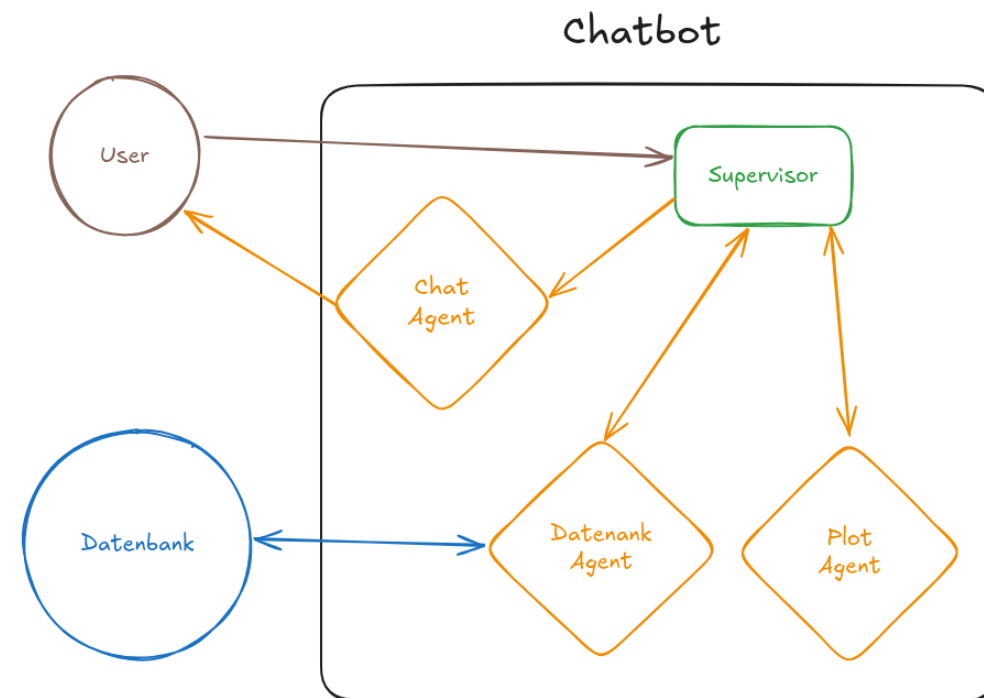 Chatbot
User
Supervisor
Chat
Agent
Datenbank
Datenank
Agent
Plot
Agent